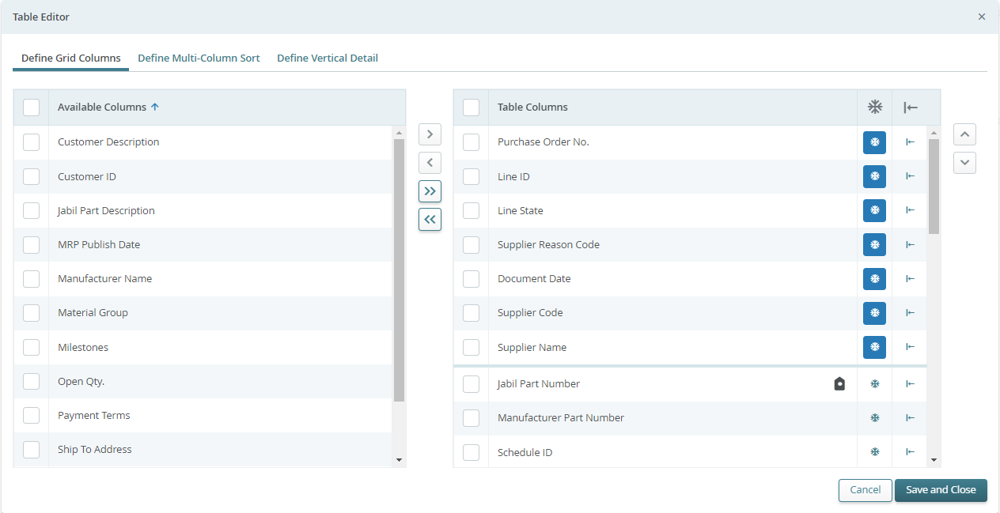 Table Editor
Define Grid Columns
Define Multi-Column Sort
Define Vertical Detail
Available Columns
Customer Description
Customer ID
Jabil Part Description
MRP Publish Date
Manufacturer Name
Material Group
Milestones
Open Qty.
Payment Terms
Ship To Address
Table Columns
Purchase Order No.
Line ID
Line State
Supplier Reason Code
Document Date
Supplier Code
Supplier Name
Jabil Part Number
Manufacturer Part Number
Schedule ID
Cancel
Save and Close